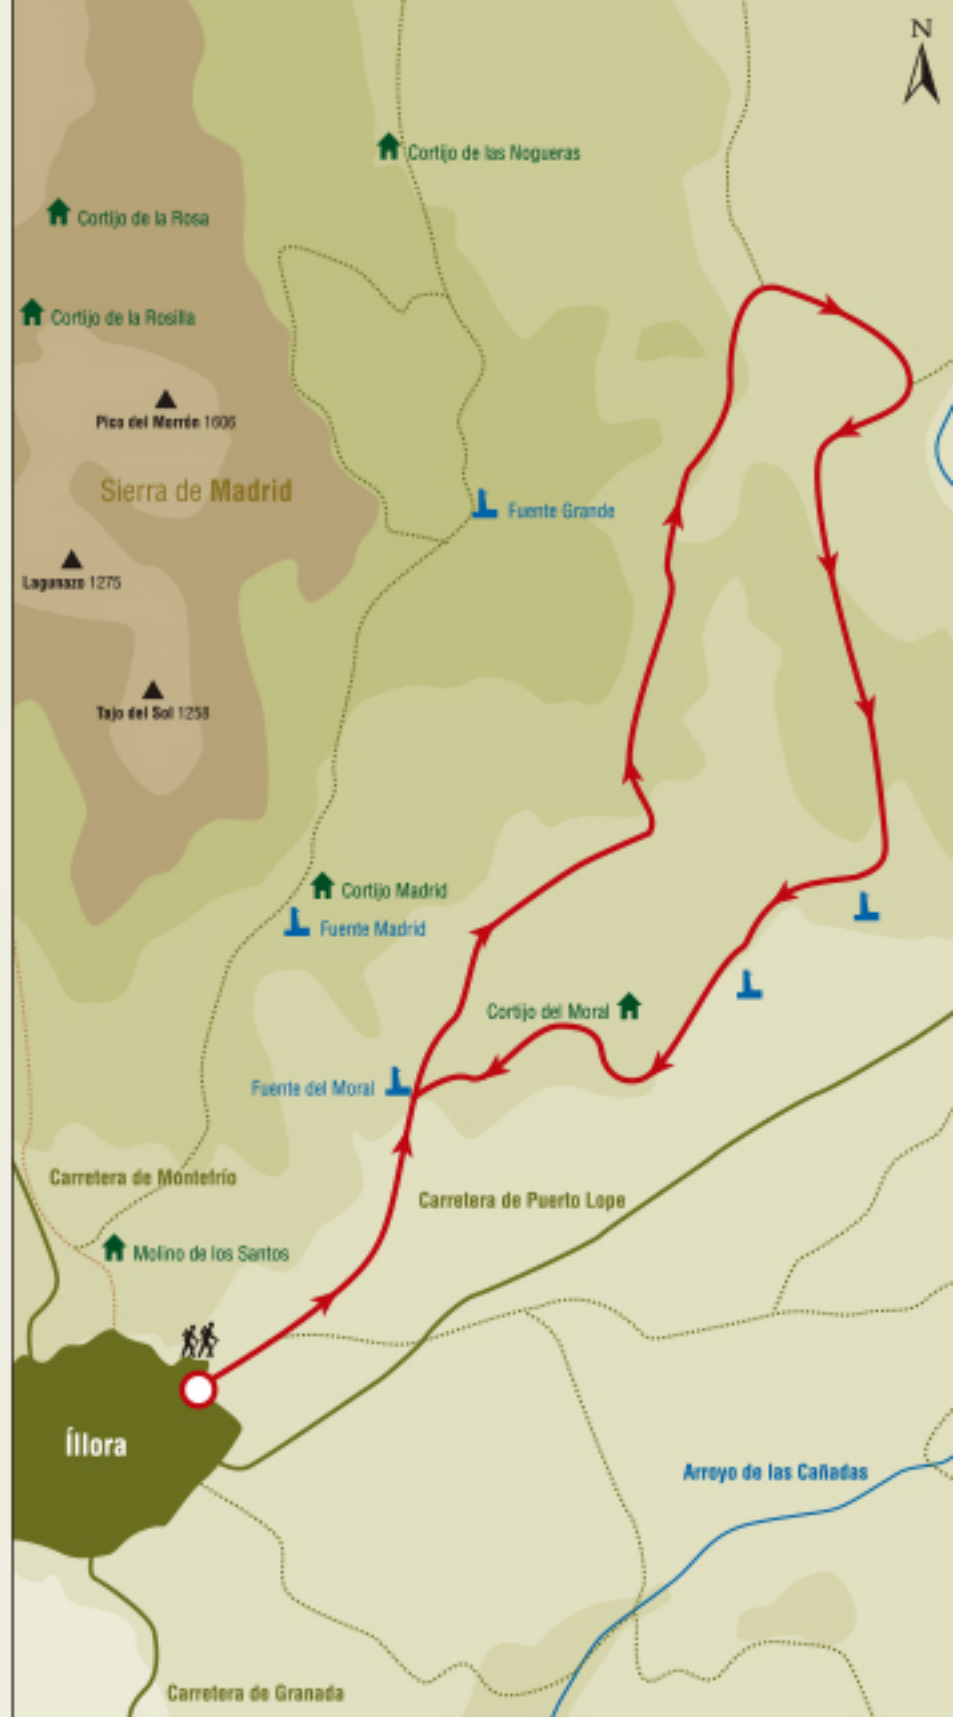 N
Cortijo de las Nogueras
Cortijo de la Rosa
Cortijo de la Rosilla
Pico del Morrón 1606
Sierra de Madrid
Fuente Grande
Lagunazo 1275
Tajo del Sol 1258
Cortijo Madrid
Fuente Madrid
Cortijo del Moral
Fuente del Moral
Carretera de Montefrío
Carretera de Puerto Lope
Molino de los Santos
Íllora
Arroyo de las Cañadas
Carretera de Granada